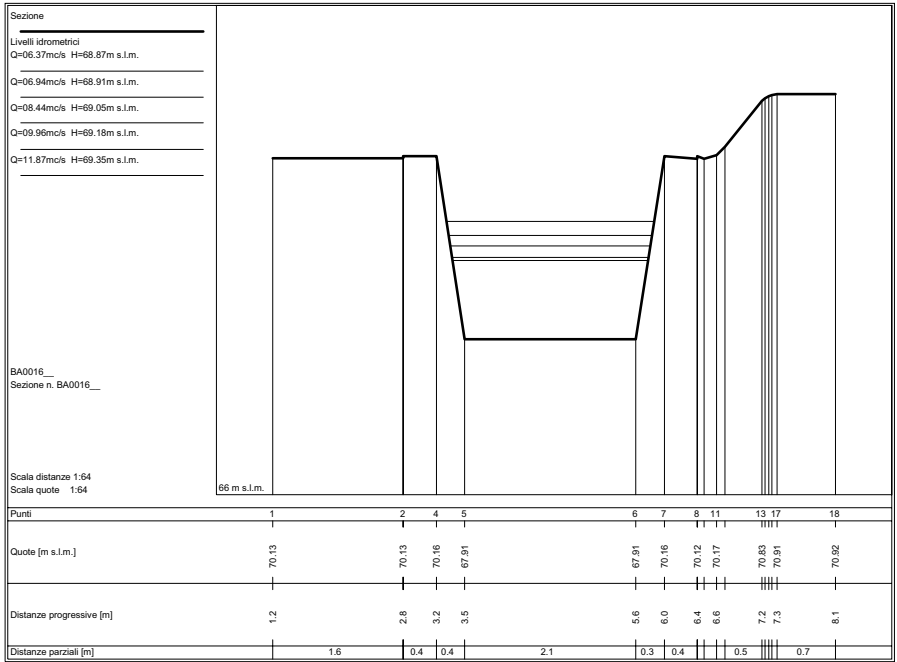 Sezione
Livelli idrometrici
Q=06.37mc/s H=68.87m s.l.m.
Q=06.94mc/s H=68.91m s.l.m.
Q=08.44mc/s H=69.05m s.l.m.
Q=09.96mc/s H=69.18m s.l.m.
Q=11.87mc/s H=69.35m s.l.m.
BA0016__
Sezione n. BA0016__
Scala distanze 1:64
Scala quote 1:64
66 m s.l.m.
Punti 1 2 4 5 6 7 8 11 13 17 18
Quote [m s.l.m.] 70.13 70.13 70.16 67.91 67.91 70.16 70.12 70.17 70.83 70.91 70.92
Distanze progressive [m] 1.2 2.8 3.2 3.5 5.6 6.0 6.4 6.6 7.2 7.3 8.1
Distanze parziali [m] 1.6 0.4 0.4 2.1 0.3 0.4 0.5 0.7